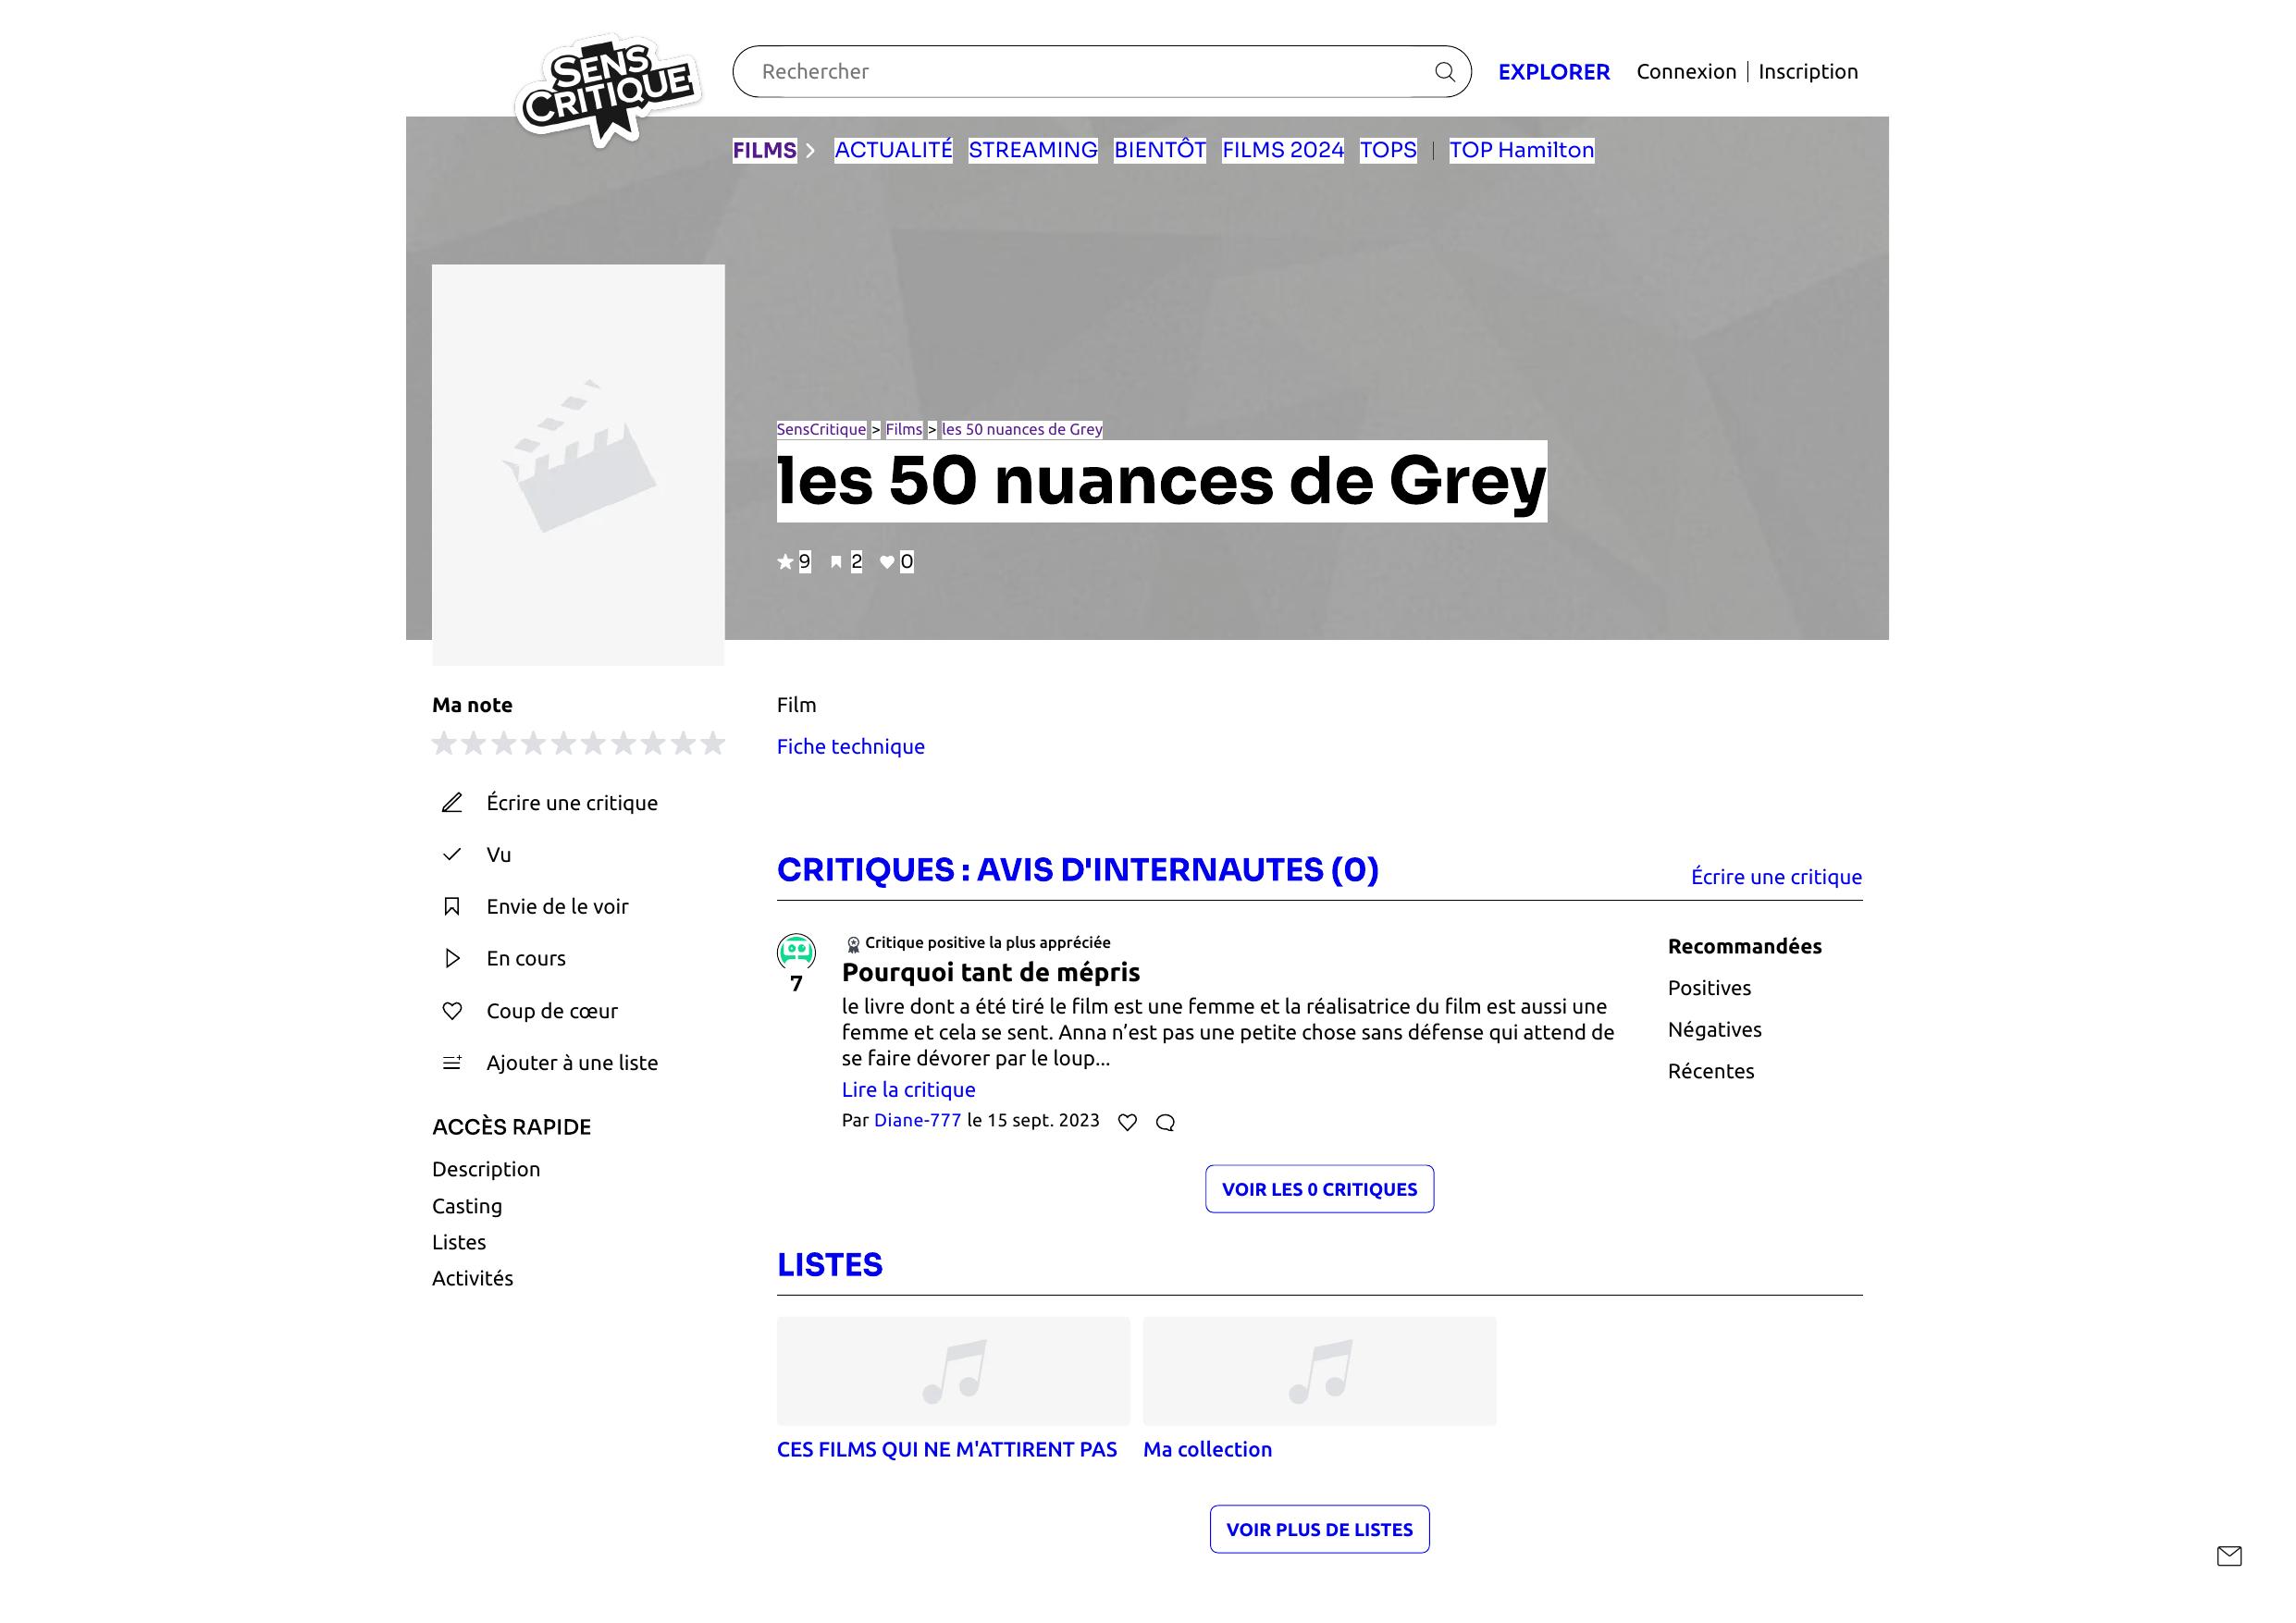 SENS
CRITIQUE
Rechercher
EXPLORER
Connexion
Inscription
FILMS
ACTUALITÉ
STREAMING
BIENTÔT
FILMS 2024
TOPS
TOP Hamilton
SensCritique > Films > les 50 nuances de Grey
les 50 nuances de Grey
9
2
0
Ma note
Écrire une critique
Vu
Envie de le voir
En cours
Coup de cœur
Ajouter à une liste
ACCÈS RAPIDE
Description
Casting
Listes
Activités
Film
Fiche technique
CRITIQUES : AVIS D'INTERNAUTES (0)
Écrire une critique
Critique positive la plus appréciée
7
Pourquoi tant de mépris
le livre dont a été tiré le film est une femme et la réalisatrice du film est aussi une
femme et cela se sent. Anna n’est pas une petite chose sans défense qui attend de
se faire dévorer par le loup...
Lire la critique
Par Diane-777 le 15 sept. 2023
Recommandées
Positives
Négatives
Récentes
VOIR LES 0 CRITIQUES
LISTES
CES FILMS QUI NE M'ATTIRENT PAS
Ma collection
VOIR PLUS DE LISTES